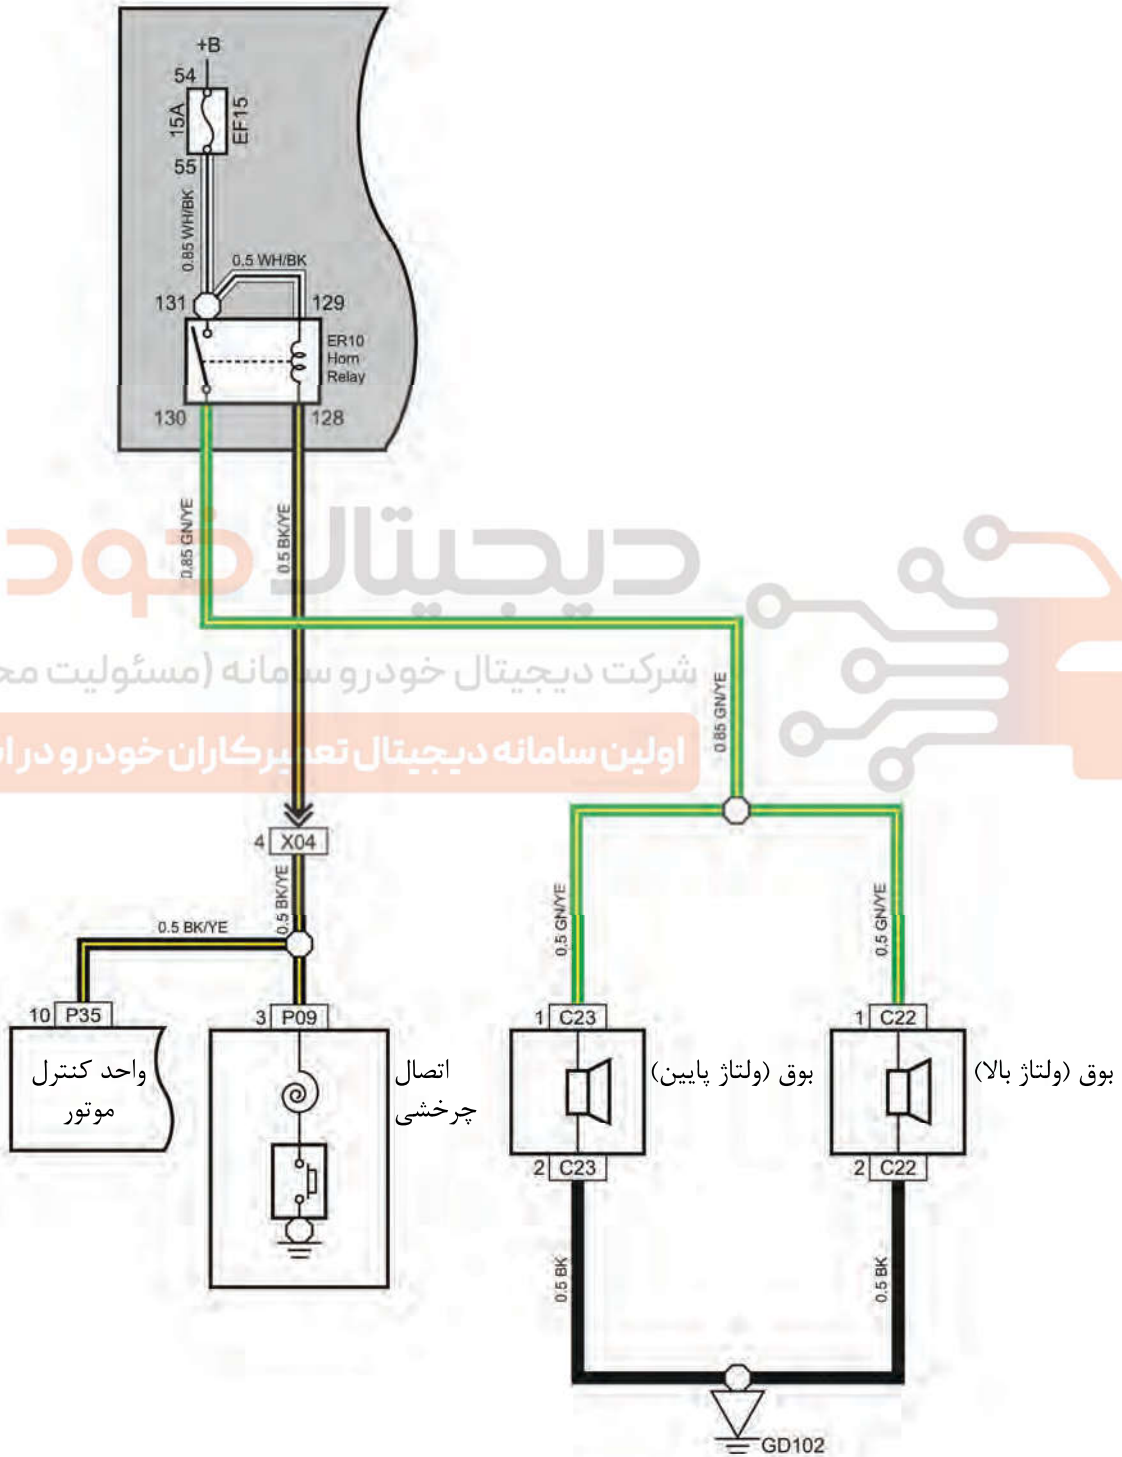 +B
54
15A
EF15
55
0.85 WH/BK
0.5 WH/BK
131
129
ER10
Horn
Relay
130
128
0.85 GN/YE
0.5 BK/YE
دیجیتال خودرو
شرکت دیجیتال خودرو سامانه (مسئولیت
اولین سامانه دیجیتال تعمیرکاران خودرو در
0.85 GN/YE
4 X04
0.5 BK/YE
0.5 BK/YE
0.5 GN/YE
0.5 GN/YE
10 P35
3 P09
1 C23
1 C22
واحد کنترل
موتور
اتصال
چرخشی
بوق (ولتاژ پایین)
بوق (ولتاژ بالا)
2 C23
2 C22
0.5 BK
0.5 BK
GD102